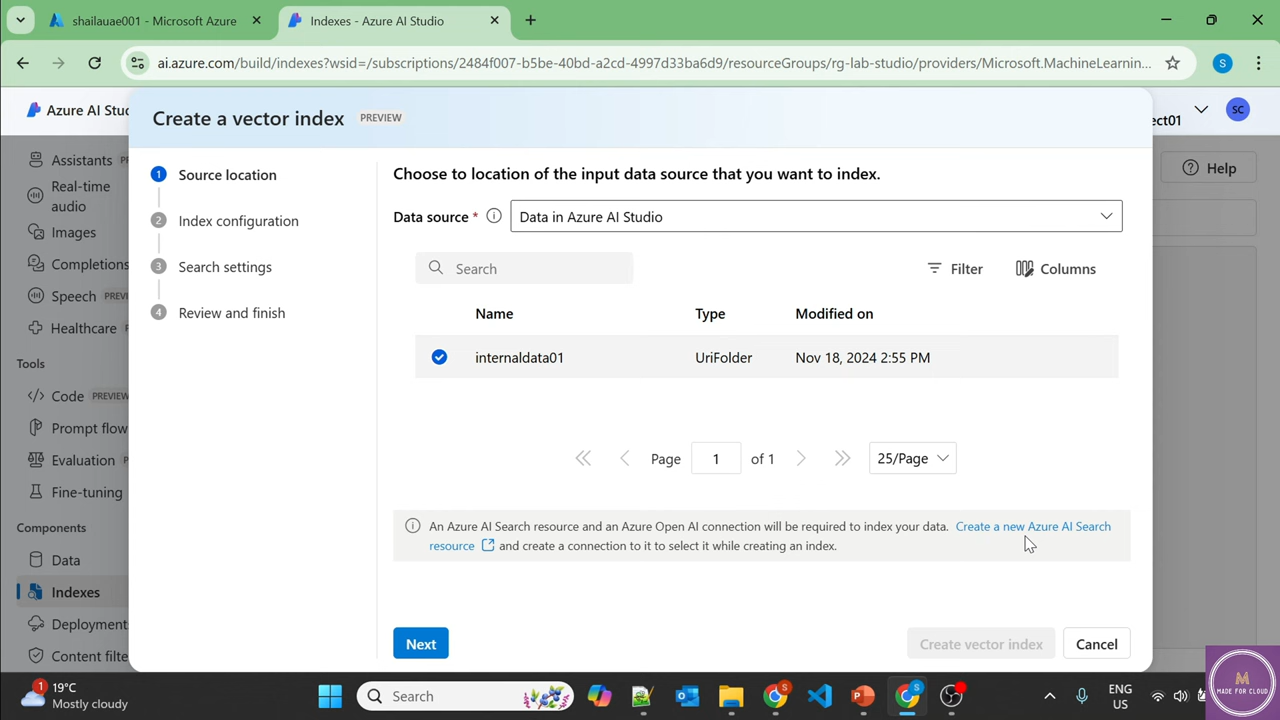 shailauae001 - Microsoft Azure
Indexes - Azure AI Studio
ai.azure.com/build/indexes?wsid=/subscriptions/2484f007-b5be-40bd-a2cd-4997d33ba6d9/resourceGroups/rg-lab-studio/providers/Microsoft.MachineLearnin...
S
Azure AI Stuc
ect01
SC
Create a vector index PREVIEW
Assistants
Real-time
audio
Images
Completions
Speech PREVIEW
Healthcare
Tools
Code PREVIEW
Prompt flow
Evaluation
Fine-tuning
Components
Data
Indexes
Deployment
Content filte
Help
1 Source location
2 Index configuration
3 Search settings
4 Review and finish
Choose to location of the input data source that you want to index.
Data source * Data in Azure AI Studio
Search
Filter
Columns
Name Type Modified on
internaldata01 UriFolder Nov 18, 2024 2:55 PM
Page 1 of 1 25/Page
An Azure AI Search resource and an Azure Open AI connection will be required to index your data. Create a new Azure AI Search
resource and create a connection to it to select it while creating an index.
Next
Create vector index
Cancel
1
19°C
Mostly cloudy
Search
ENG
US
M
MADE FOR CLOUD